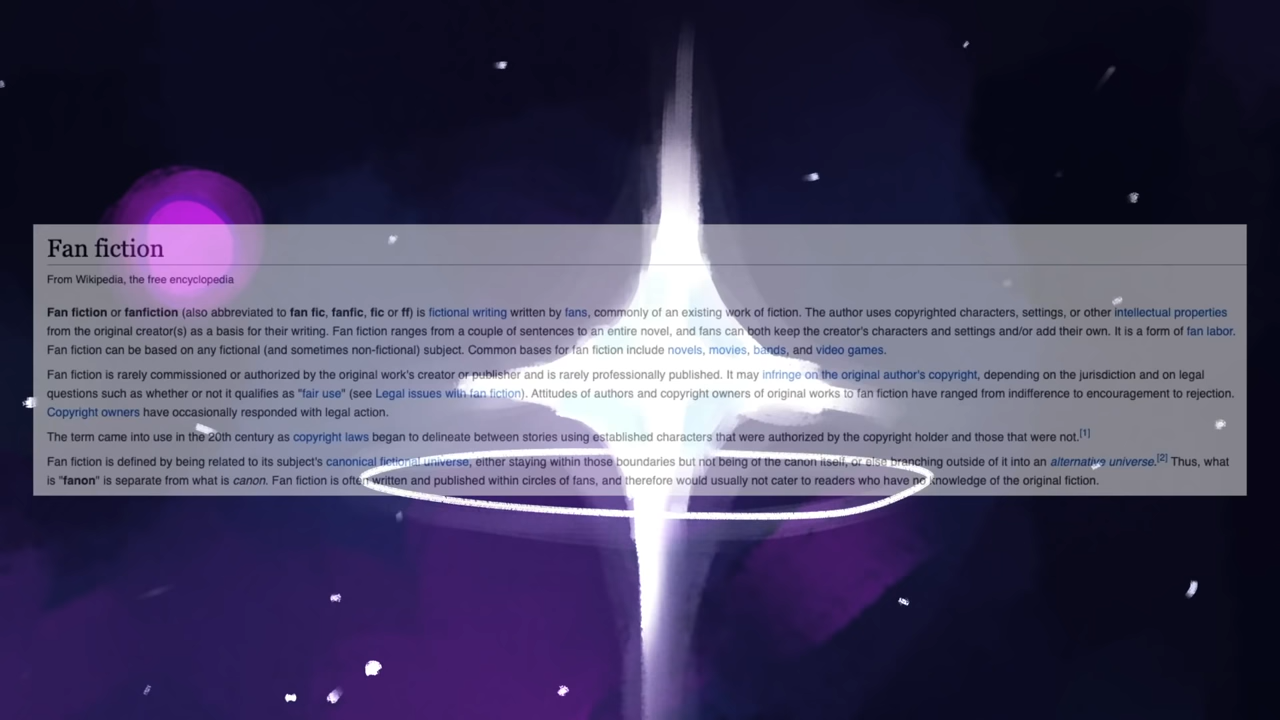 Fan fiction
From Wikipedia, the free encyclopedia
Fan fiction or fanfiction (also abbreviated to fan fic, fanfic, fic or ff) is fictional writing written by fans, commonly of an existing work of fiction. The author uses copyrighted characters, settings, or other intellectual properties
from the original creator(s) as a basis for their writing. Fan fiction ranges from a couple of sentences to an entire novel, and fans can both keep the creator's characters and settings and/or add their own. It is a form of fan labor.
Fan fiction can be based on any fictional (and sometimes non-fictional) subject. Common bases for fan fiction include novels, movies, bands, and video games.
Fan fiction is rarely commissioned or authorized by the original work's creator or publisher and is rarely professionally published. It may infringe on the original author's copyright, depending on the jurisdiction and on legal
questions such as whether or not it qualifies as "fair use" (see Legal issues with fan fiction). Attitudes of authors and copyright owners of original works to fan fiction have ranged from indifference to encouragement to rejection.
Copyright owners have occasionally responded with legal action.
The term came into use in the 20th century as copyright laws began to delineate between stories using established characters that were authorized by the copyright holder and those that were not.[1]
Fan fiction is defined by being related to its subject's canonical fictional universe, either staying within those boundaries but not being of the canon itself, or else branching outside of it into an alternative universe.[2] Thus, what
is "fanon" is separate from what is canon. Fan fiction is often written and published within circles of fans, and therefore would usually not cater to readers who have no knowledge of the original fiction.